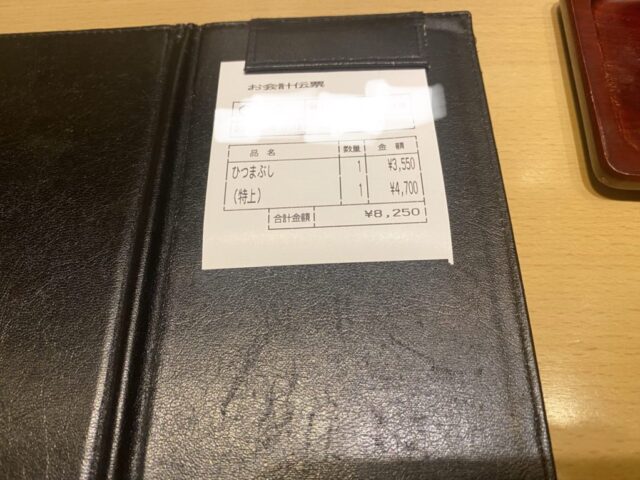 お会計伝票
品名 数量 金額
ひつまぶし 1 ¥3,550
(特上) 1 ¥4,700
合計金額 ¥8,250